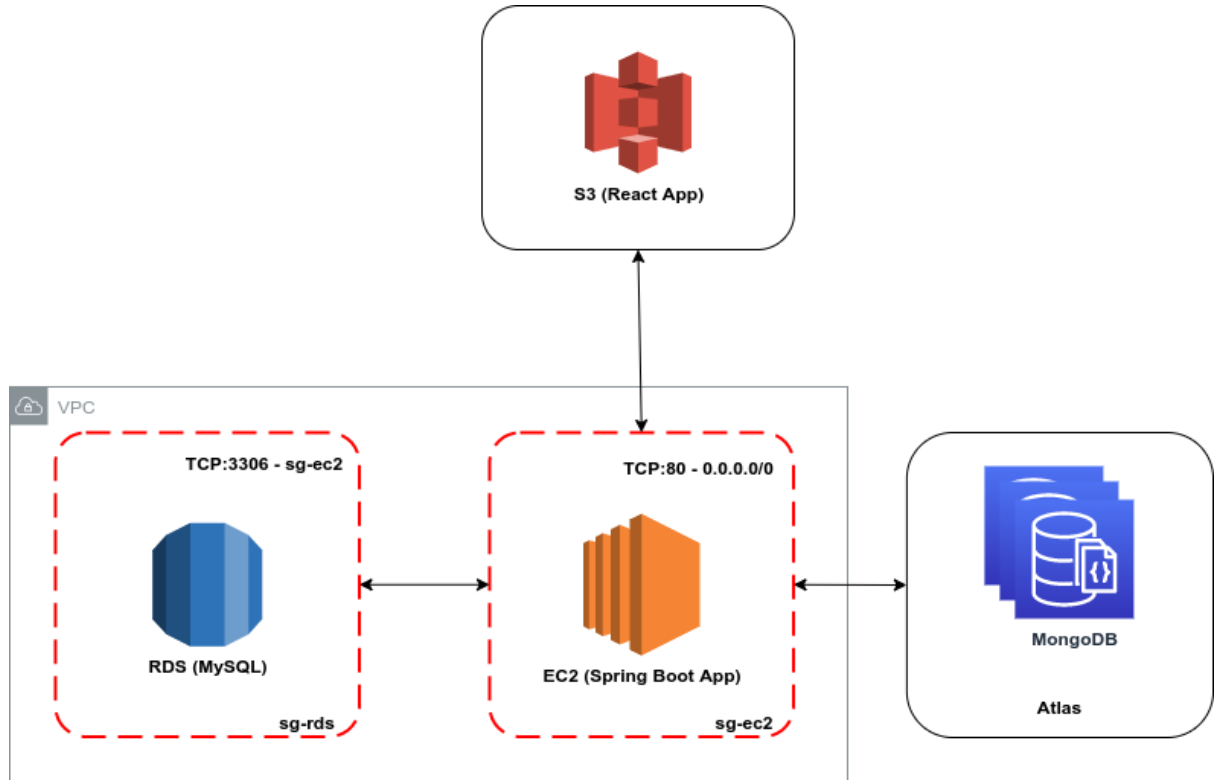 S3 (React App)
VPC
TCP:3306 - sg-ec2
RDS (MySQL)
sg-rds
TCP:80 - 0.0.0.0/0
EC2 (Spring Boot App)
sg-ec2
{}
MongoDB
Atlas